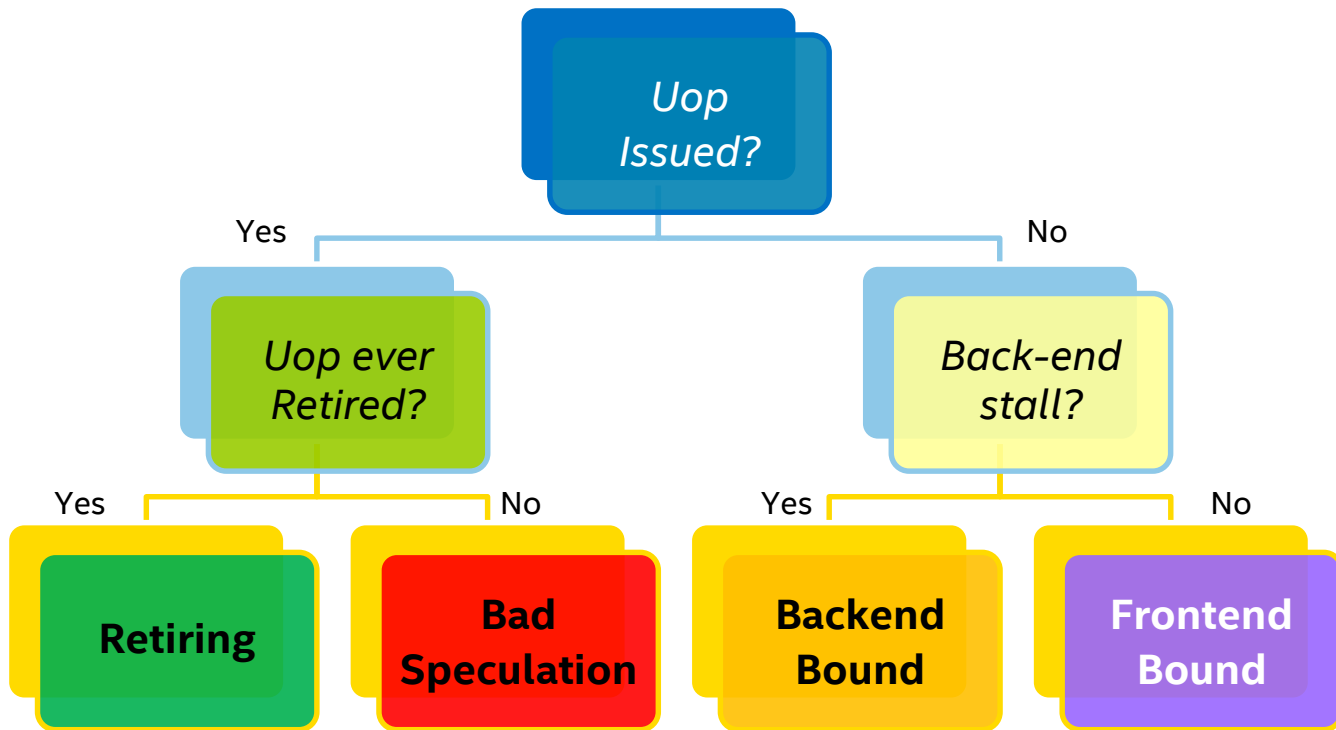 Uop
Issued?
Yes
No
Uop ever
Retired?
Back-end
stall?
Yes
No
Yes
No
Retiring
Bad
Speculation
Backend
Bound
Frontend
Bound